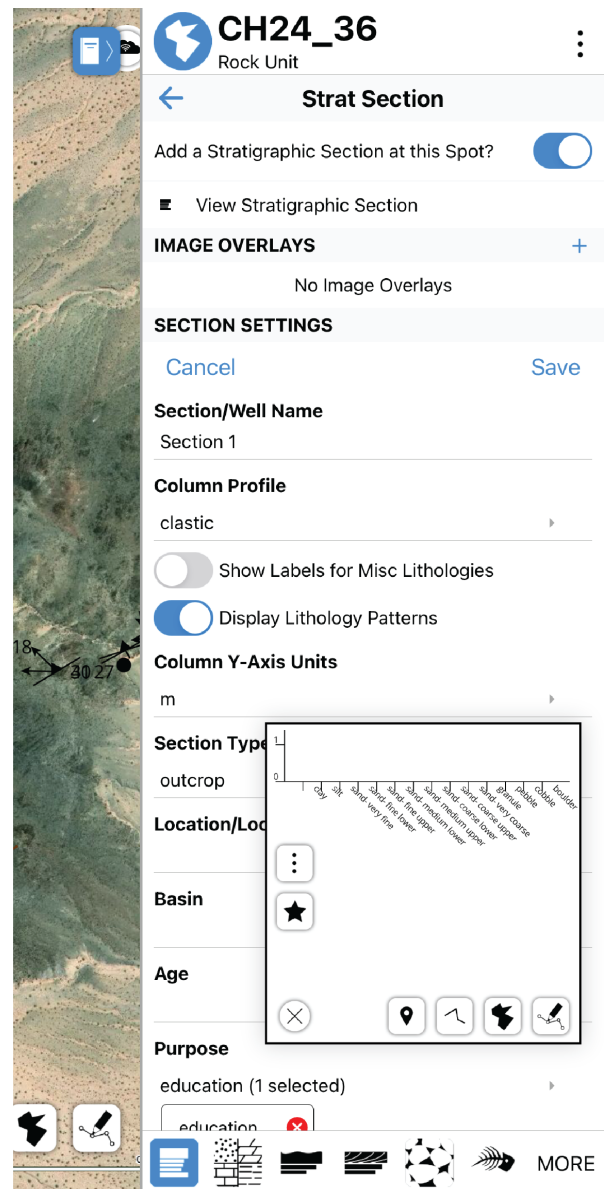 CH24_36
Rock Unit
Strat Section
Add a Stratigraphic Section at this Spot?
View Stratigraphic Section
IMAGE OVERLAYS +
No Image Overlays
SECTION SETTINGS
Cancel Save
Section/Well Name
Section 1
Column Profile
clastic
Show Labels for Misc Lithologies
Display Lithology Patterns
18
27
Column Y-Axis Units
m
Section Type
outcrop
Location/Loc
Basin
Age
1
0
clay
silt
sand- very fine
sand- fine lower
sand- fine upper
sand- medium lower
sand- medium upper
sand- coarse lower
sand- coarse upper
sand- very coarse
granule
pebble
cobble
boulder
Purpose
education (1 selected)
education
MORE